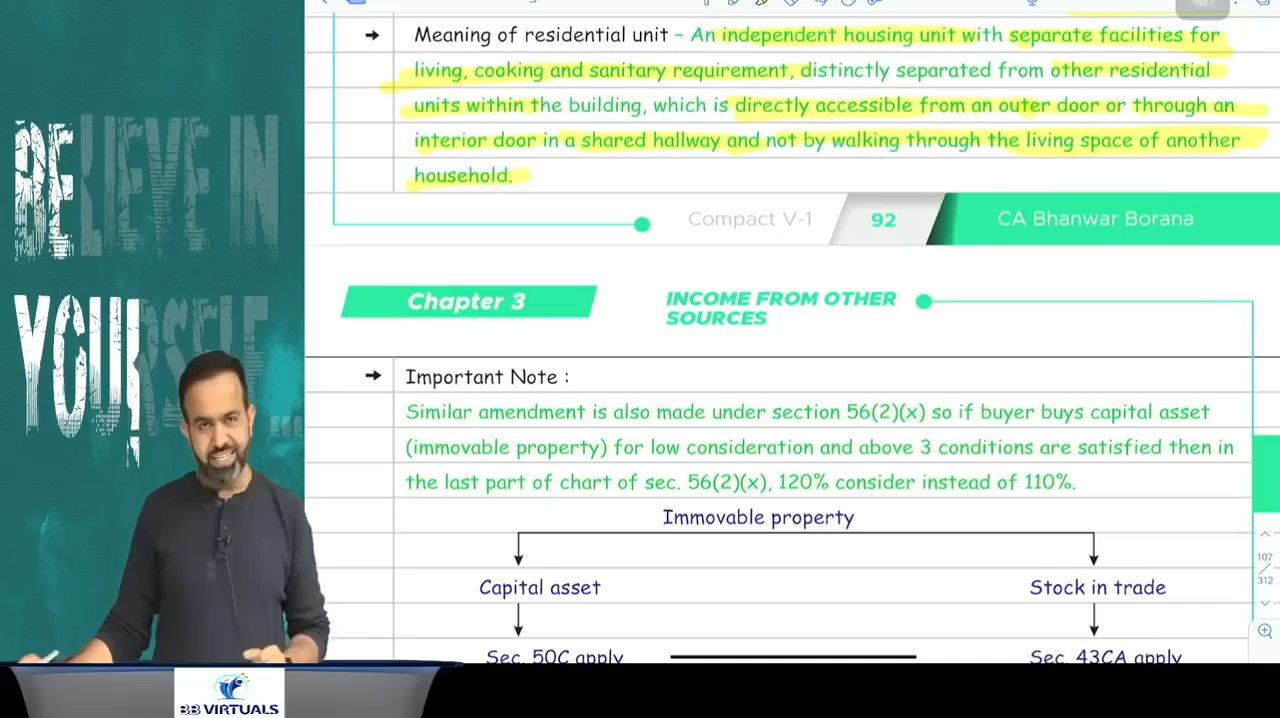 BELIEVE IN
YOURSELF...
→ Meaning of residential unit – An independent housing unit with separate facilities for
living, cooking and sanitary requirement, distinctly separated from other residential
units within the building, which is directly accessible from an outer door or through an
interior door in a shared hallway and not by walking through the living space of another
household.
Compact V-1 92 CA Bhanwar Borana
Chapter 3 INCOME FROM OTHER
SOURCES
→ Important Note :
Similar amendment is also made under section 56(2)(x) so if buyer buys capital asset
(immovable property) for low consideration and above 3 conditions are satisfied then in
the last part of chart of sec. 56(2)(x), 120% consider instead of 110%.
Immovable property
Capital asset Stock in trade
Sec. 50C apply Sec. 43CA apply
107
312
BB VIRTUALS